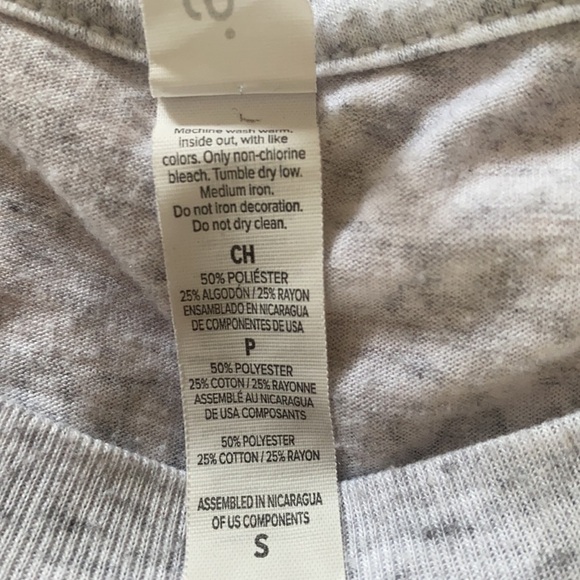 Machine wash warm,
inside out, with like
colors. Only non-chlorine
bleach. Tumble dry low.
Medium iron.
Do not iron decoration.
Do not dry clean.
CH
50% POLIÉSTER
25% ALGODÓN / 25% RAYON
ENSAMBLADO EN NICARAGUA
DE COMPONENTES DE USA
P
50% POLYESTER
25% COTON / 25% RAYONNE
ASSEMBLÉ AU NICARAGUA
DE USA COMPOSANTS
50% POLYESTER
25% COTTON / 25% RAYON
ASSEMBLED IN NICARAGUA
OF US COMPONENTS
S